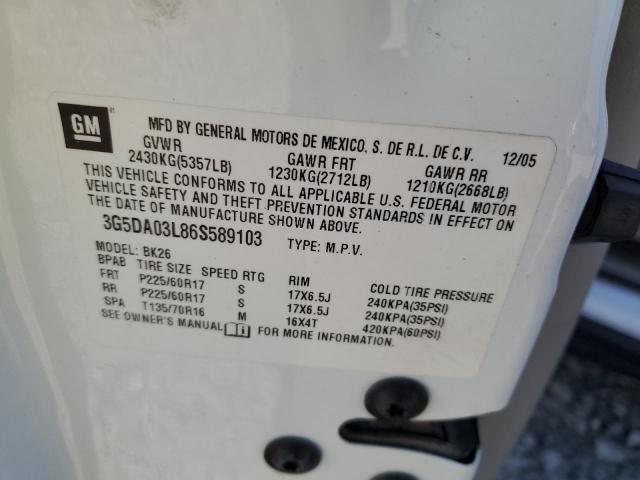 GM
MFD BY GENERAL MOTORS DE MEXICO, S. DE R.L. DE C.V. 12/05
GVWR GAWR FRT GAWR RR
2430KG(5357LB) 1230KG(2712LB) 1210KG(2668LB)
THIS VEHICLE CONFORMS TO ALL APPLICABLE U.S. FEDERAL MOTOR
VEHICLE SAFETY AND THEFT PREVENTION STANDARDS IN EFFECT ON
THE DATE OF MANUFACTURE SHOWN ABOVE.
3G5DA03L86S589103 TYPE: M.P.V.
MODEL: BK26
BPAB TIRE SIZE SPEED RTG RIM COLD TIRE PRESSURE
FRT P225/60R17 S 17X6.5J 240KPA(35PSI)
RR P225/60R17 S 17X6.5J 240KPA(35PSI)
SPA T135/70R16 M 16X4T 420KPA(60PSI)
SEE OWNER'S MANUAL FOR MORE INFORMATION.